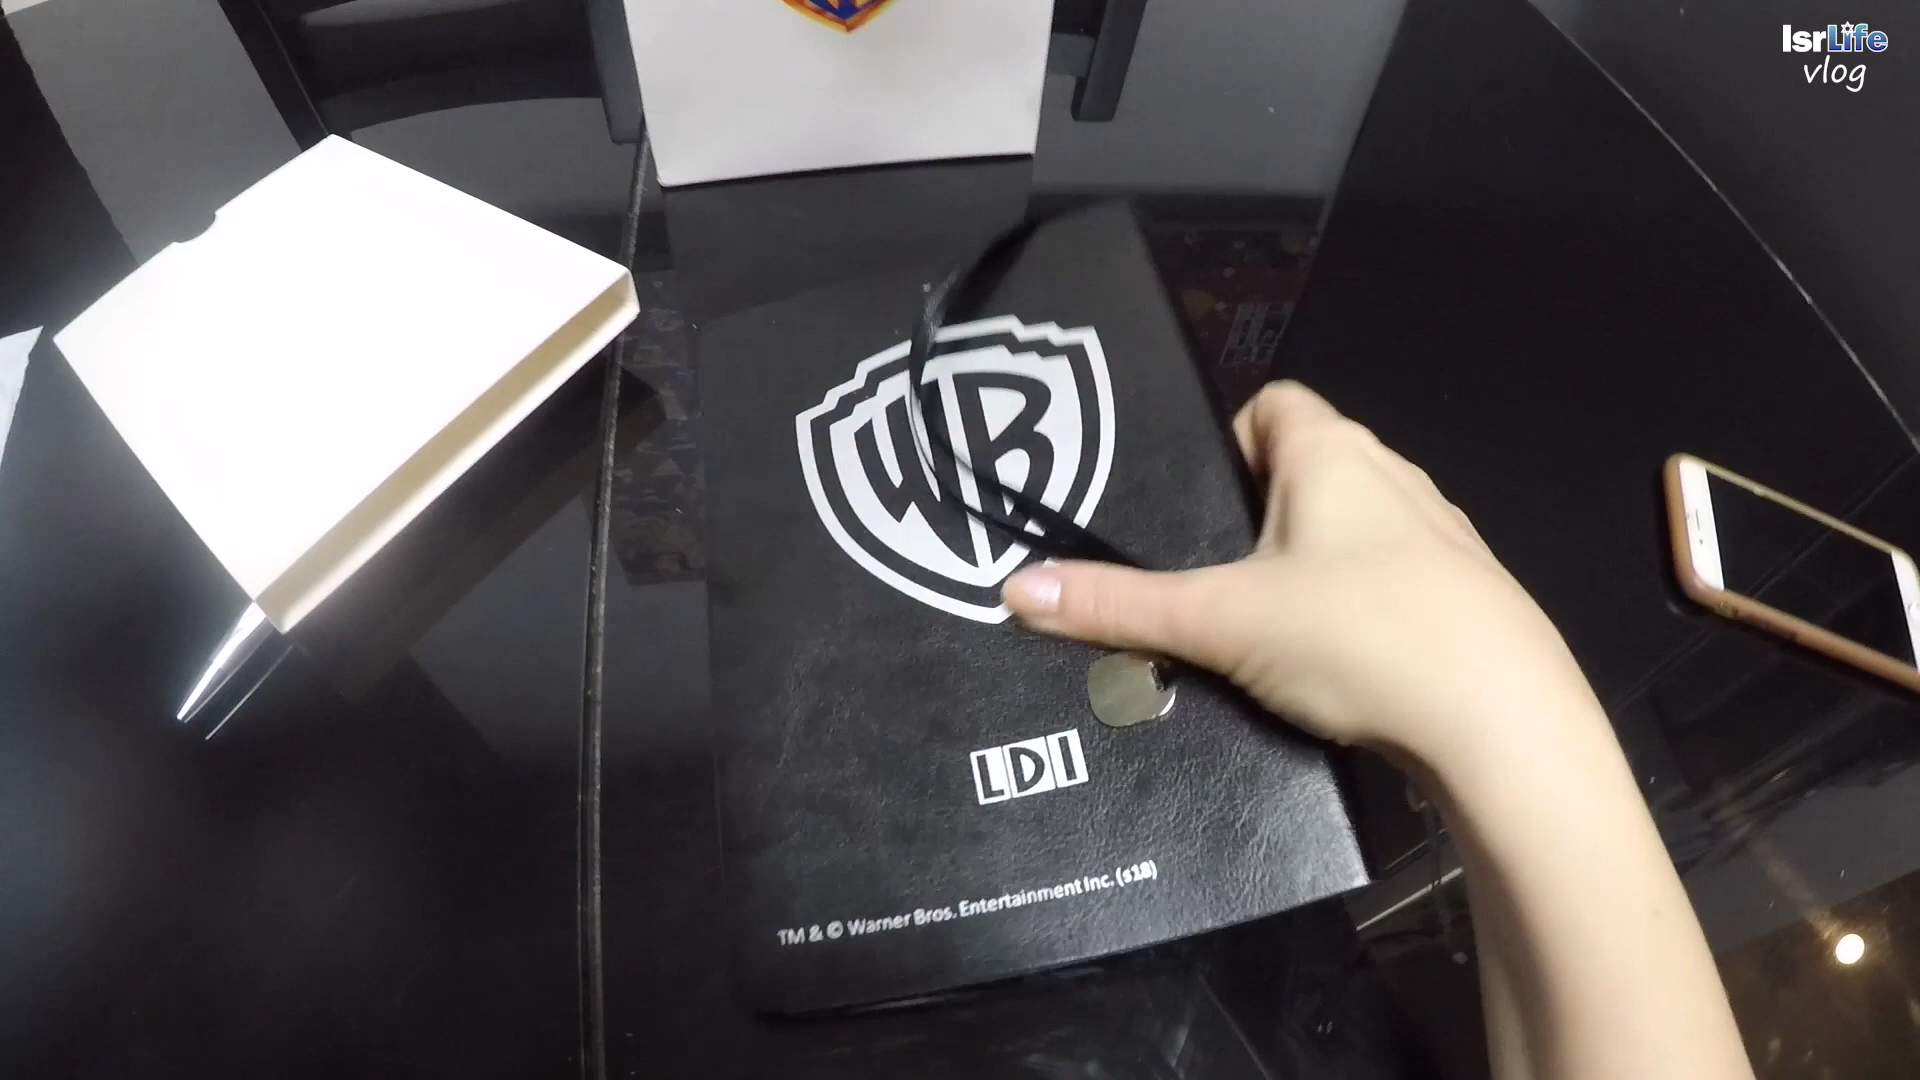 IsrLife
vlog
WB
LDI
TM & © Warner Bros. Entertainment Inc. (s18)